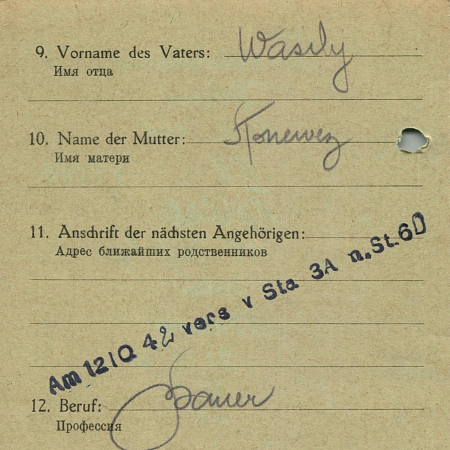 9. Vorname des Vaters: Wasily
Имя отца
10. Name der Mutter:
Имя матери
11. Anschrift der nächsten Angehörigen:
Адрес ближайших родственников
Am 12 IQ 42 vers v Sta 3A n.St.6D
12. Beruf: Bauer
Профессия